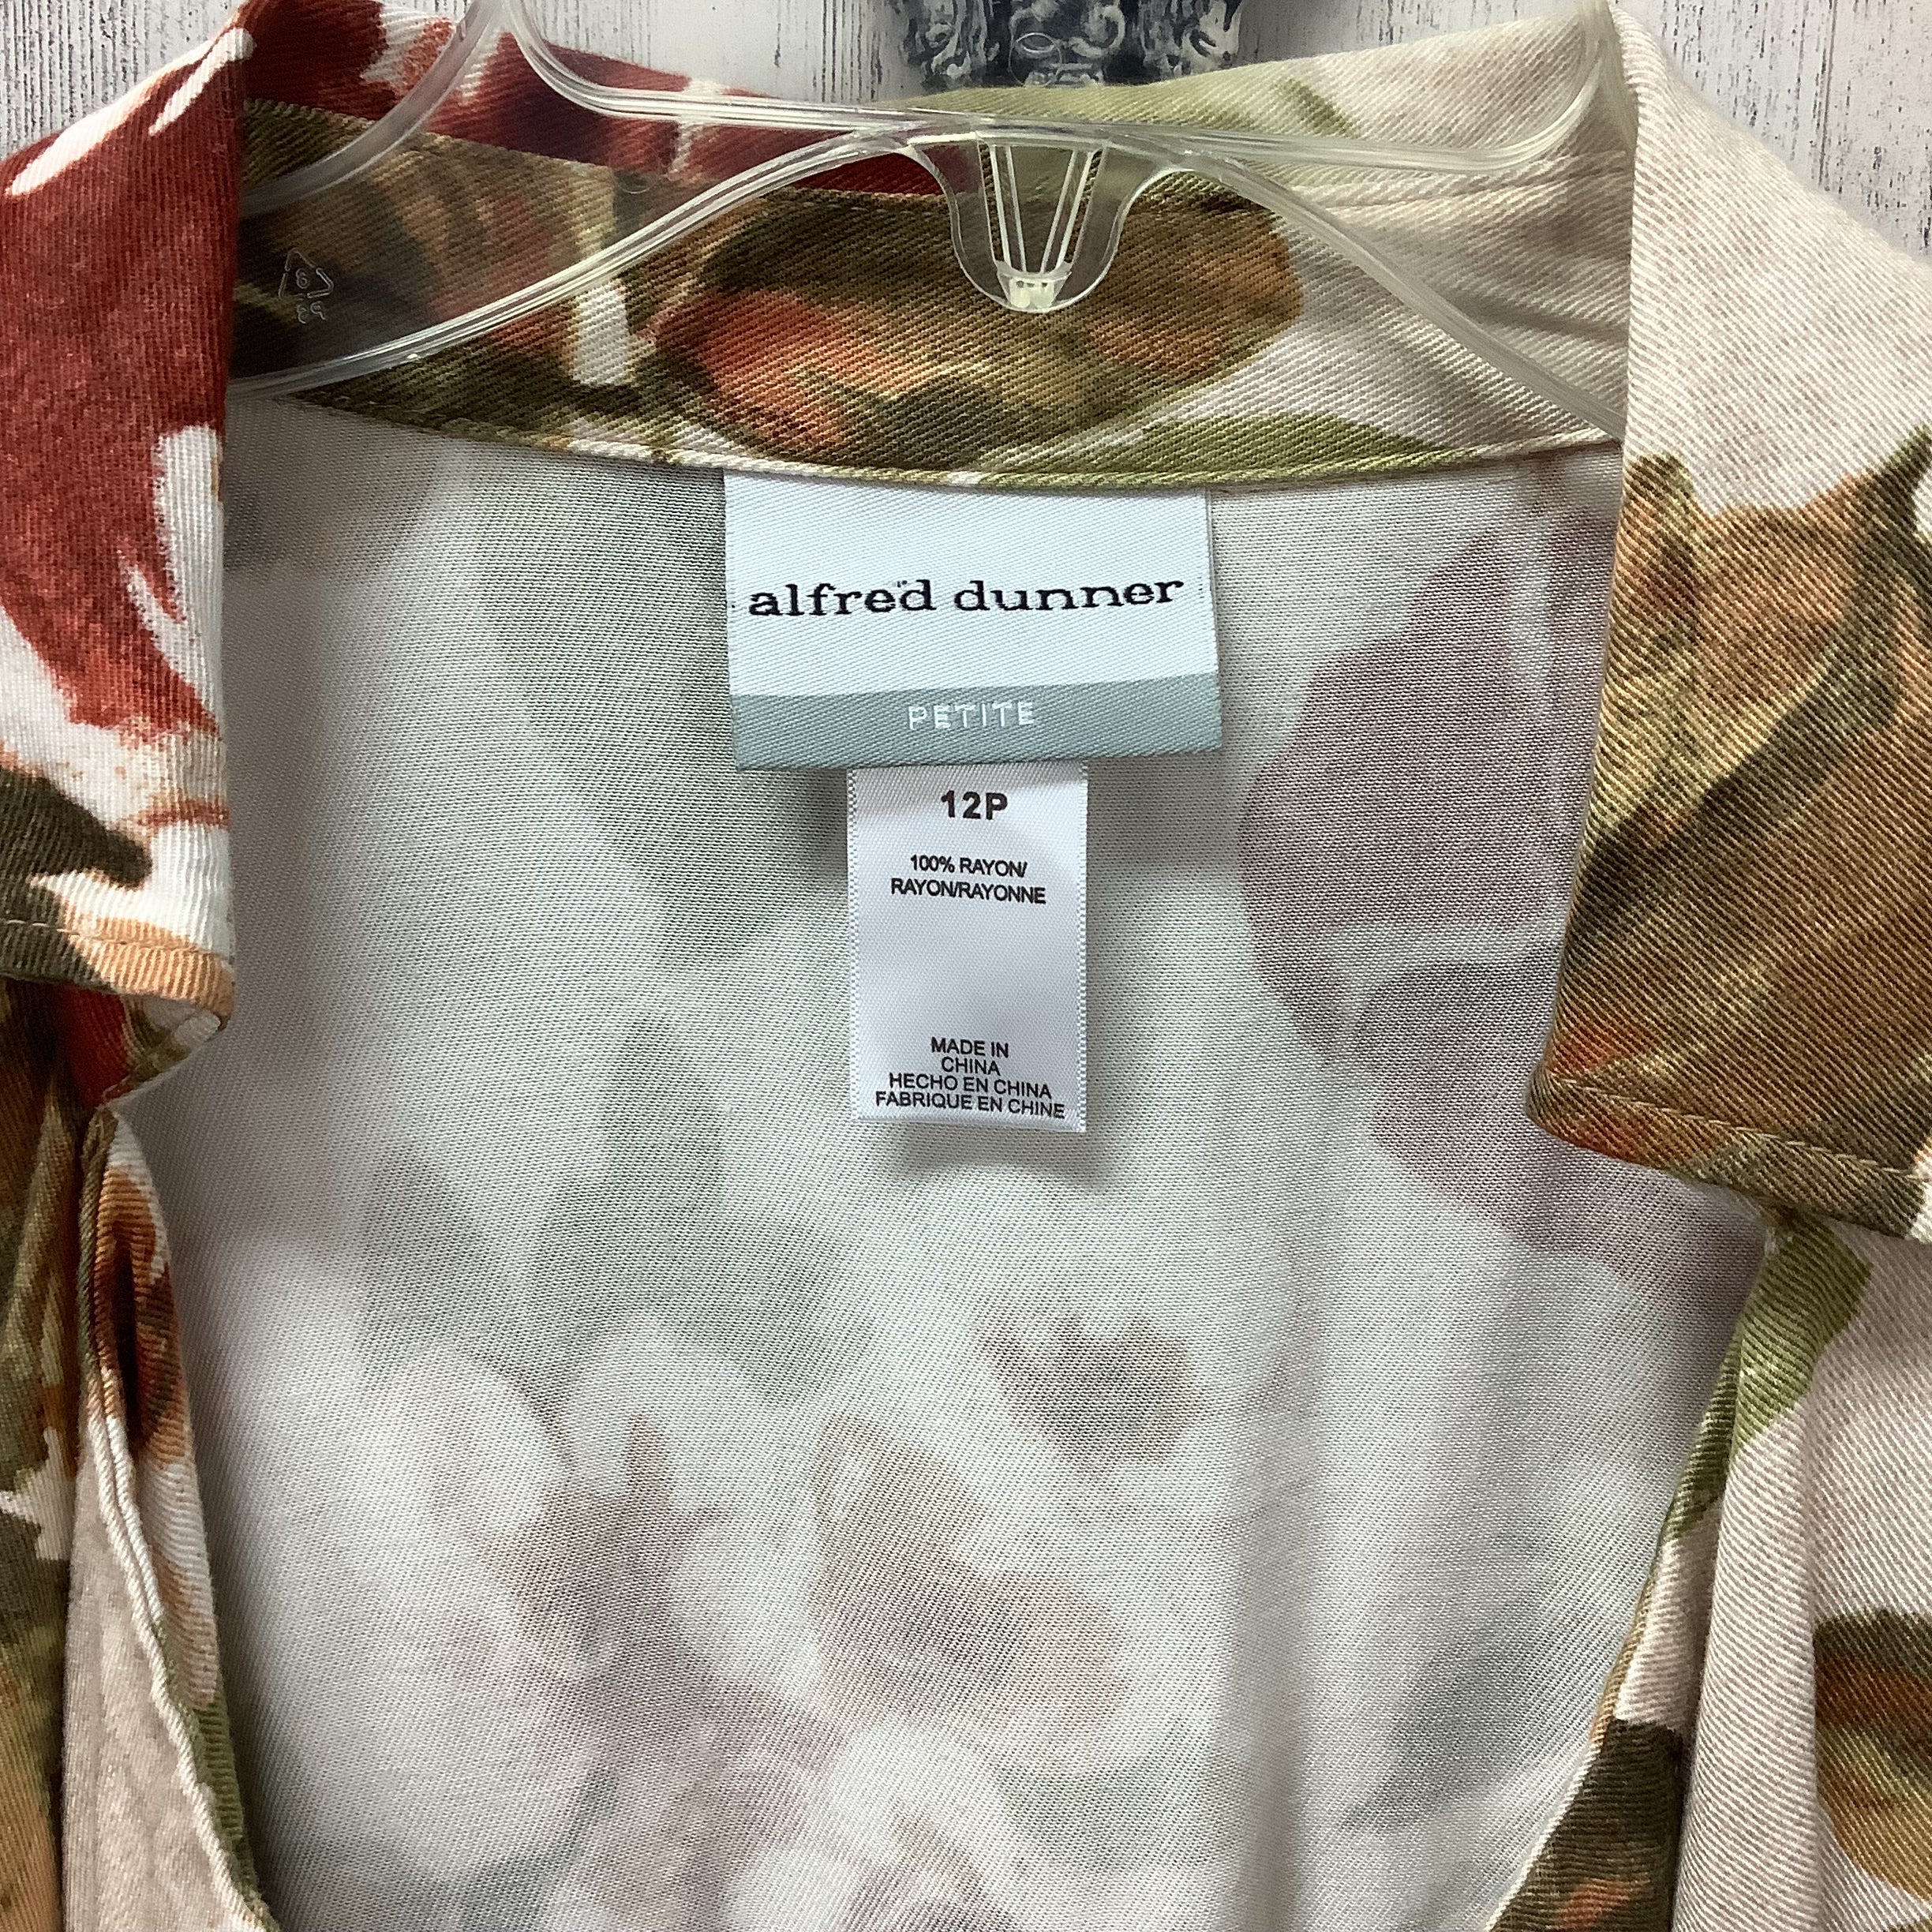 alfred dunner
PETITE
12P
100% RAYON/
RAYON/RAYONNE
MADE IN
CHINA
HECHO EN CHINA
FABRIQUE EN CHINE